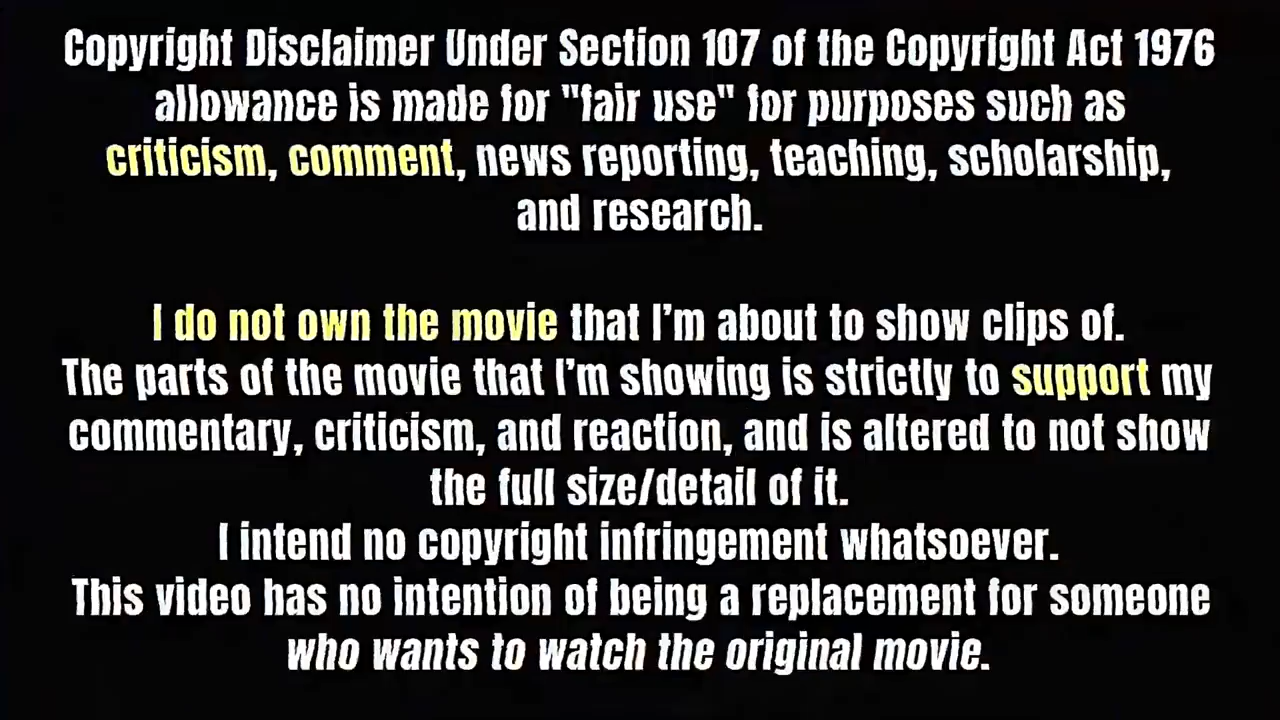 Copyright Disclaimer Under Section 107 of the Copyright Act 1976
allowance is made for "fair use" for purposes such as
criticism, comment, news reporting, teaching, scholarship,
and research.
I do not own the movie that I'm about to show clips of.
The parts of the movie that I'm showing is strictly to support my
commentary, criticism, and reaction, and is altered to not show
the full size/detail of it.
I intend no copyright infringement whatsoever.
This video has no intention of being a replacement for someone
who wants to watch the original movie.